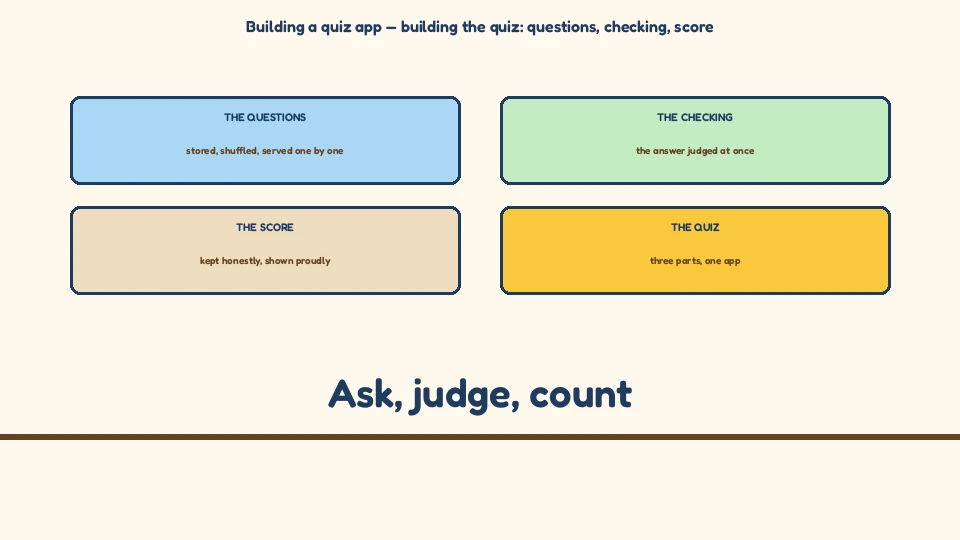 Building a quiz app — building the quiz: questions, checking, score
THE QUESTIONS
stored, shuffled, served one by one
THE CHECKING
the answer judged at once
THE SCORE
kept honestly, shown proudly
THE QUIZ
three parts, one app
Ask, judge, count